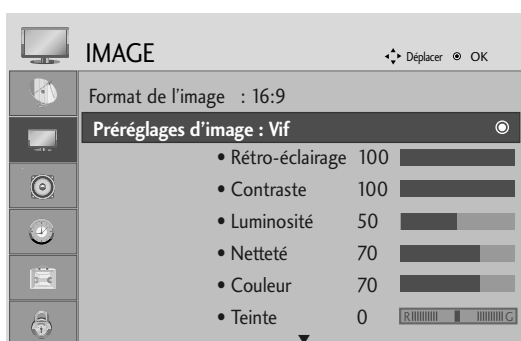 IMAGE Déplacer OK
Format de l'image : 16:9
Préréglages d'image : Vif
• Rétro-éclairage 100
• Contraste 100
• Luminosité 50
• Netteté 70
• Couleur 70
• Teinte 0 R G